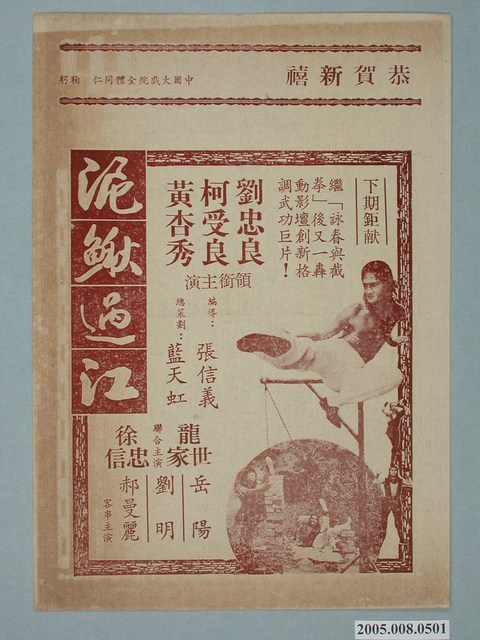 恭賀新禧
中國大戲院全體同仁 鞠躬
下期鉅献
繼「詠春與截
拳」後又一轟
動影壇創新格
調武功巨片！
劉忠良
柯受良
黃杏秀
領銜主演
編導：張信義
總策劃：藍天虹
泥鰍過江
龍世家
徐忠信
聯合主演
岳陽
劉明
郝曼麗
客串主演
2005.008.0501